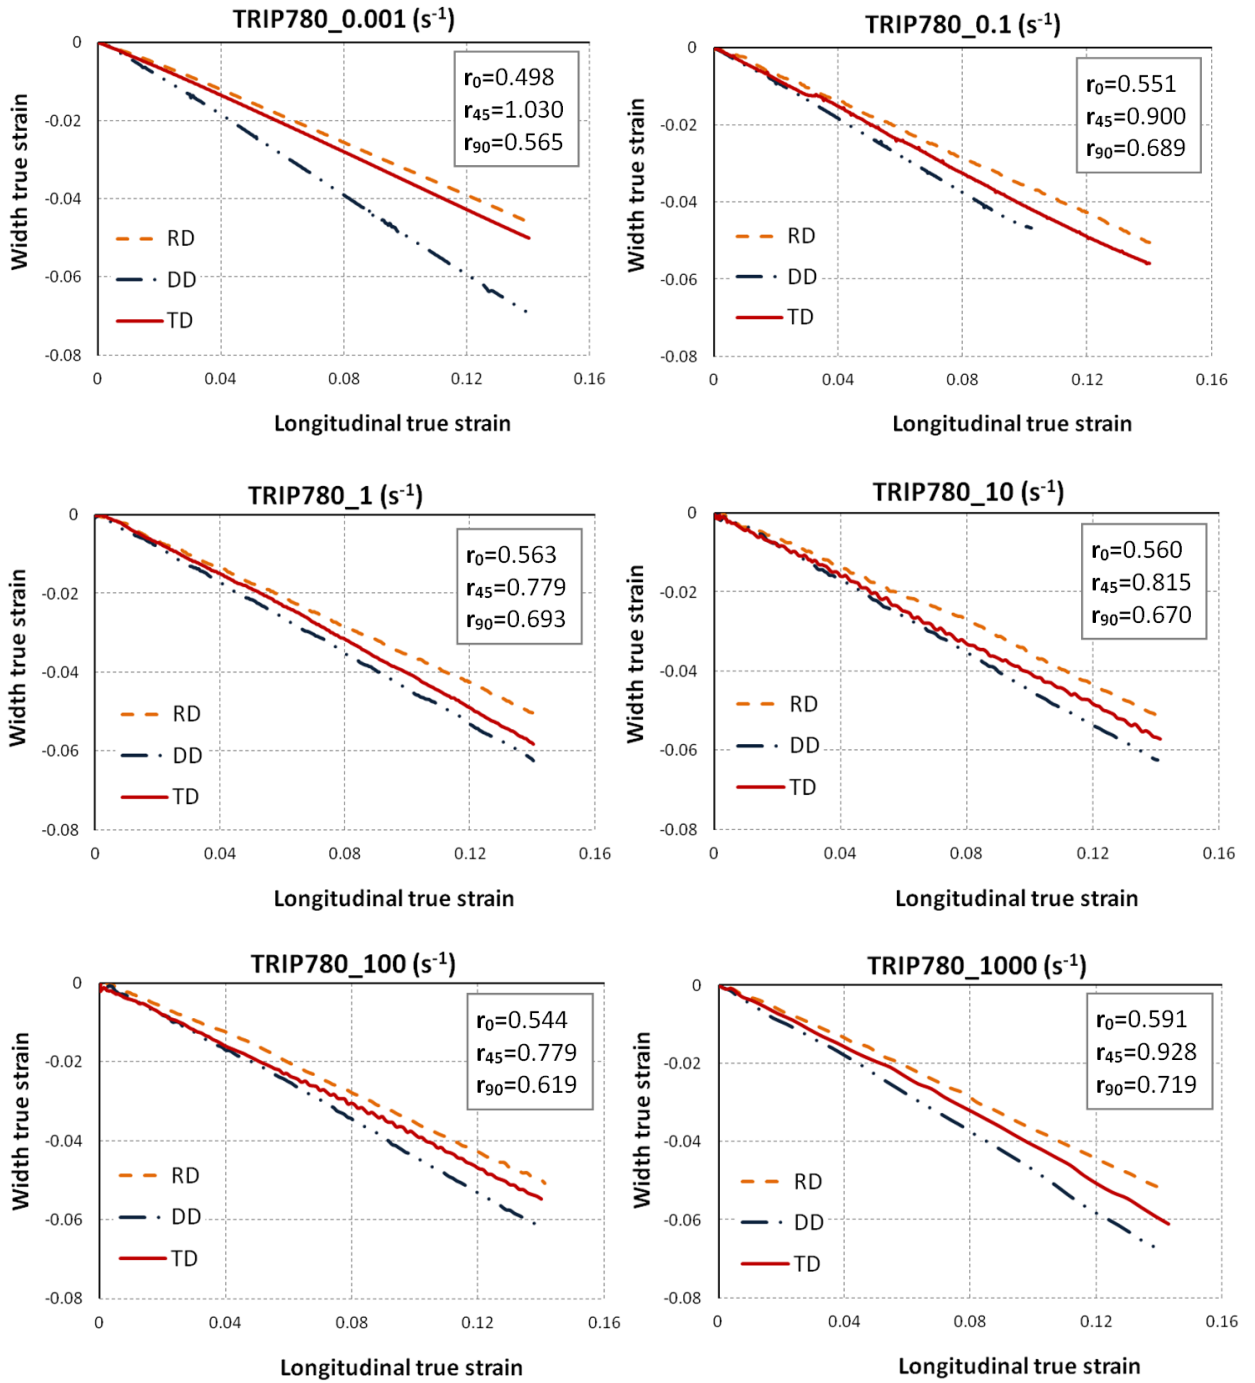 TRIP780_0.001 (s⁻¹)
0
-0.02
-0.04
-0.06
-0.08
Width true strain
r₀=0.498
r₄₅=1.030
r₉₀=0.565
RD
DD
TD
0 0.04 0.08 0.12 0.16
Longitudinal true strain
TRIP780_0.1 (s⁻¹)
0
-0.02
-0.04
-0.06
-0.08
Width true strain
r₀=0.551
r₄₅=0.900
r₉₀=0.689
RD
DD
TD
0 0.04 0.08 0.12 0.16
Longitudinal true strain
TRIP780_1 (s⁻¹)
0
-0.02
-0.04
-0.06
-0.08
Width true strain
r₀=0.563
r₄₅=0.779
r₉₀=0.693
RD
DD
TD
0 0.04 0.08 0.12 0.16
Longitudinal true strain
TRIP780_10 (s⁻¹)
0
-0.02
-0.04
-0.06
-0.08
Width true strain
r₀=0.560
r₄₅=0.815
r₉₀=0.670
RD
DD
TD
0 0.04 0.08 0.12 0.16
Longitudinal true strain
TRIP780_100 (s⁻¹)
0
-0.02
-0.04
-0.06
-0.08
Width true strain
r₀=0.544
r₄₅=0.779
r₉₀=0.619
RD
DD
TD
0 0.04 0.08 0.12 0.16
Longitudinal true strain
TRIP780_1000 (s⁻¹)
0
-0.02
-0.04
-0.06
-0.08
Width true strain
r₀=0.591
r₄₅=0.928
r₉₀=0.719
RD
DD
TD
0 0.04 0.08 0.12 0.16
Longitudinal true strain